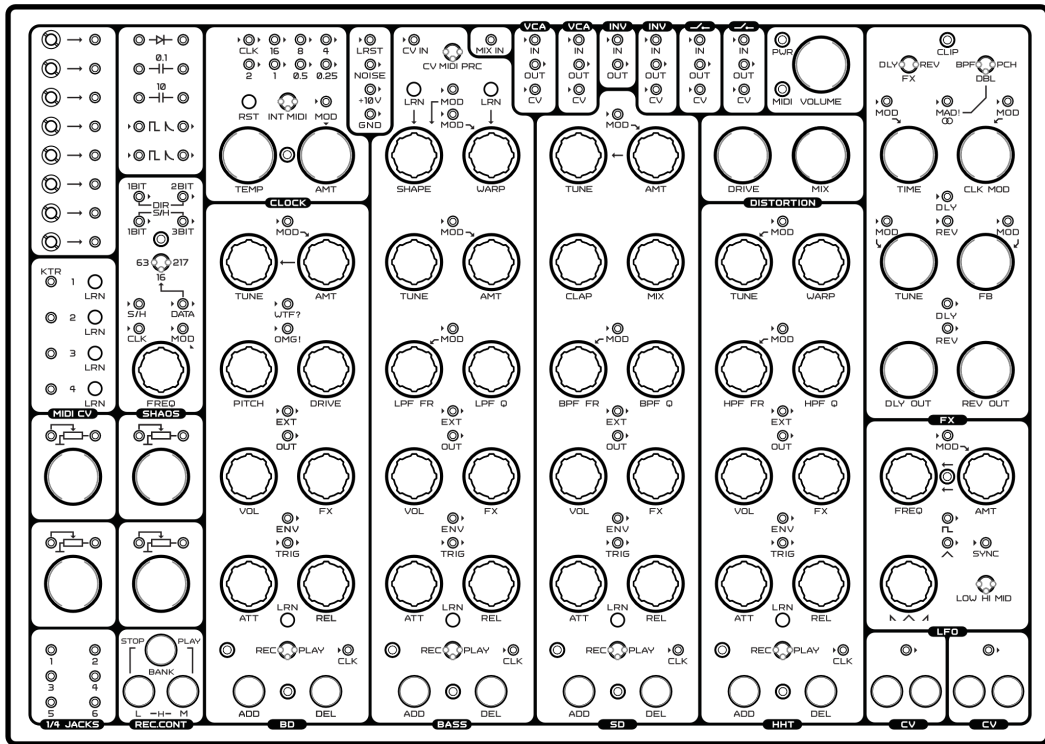 0.1
10
1BIT 2BIT
DIR
S/H
1BIT 3BIT
63 217
16
S/H DATA
CLK MOD
FREQ
SHAOS
KTR
1 LRN
2 LRN
3 LRN
4 LRN
MIDI CV
1 2
3 4
5 6
1/4 JACKS
STOP PLAY
BANK
L -H- M
REC.CONT
CLK 16 8 4
2 1 0.5 0.25
RST INT MIDI MOD
TEMP AMT
CLOCK
LRST
NOISE
+10V
GND
MOD
TUNE AMT
WTF?
OMG!
PITCH DRIVE
EXT
OUT
VOL FX
ENV
TRIG
ATT LRN REL
REC PLAY
CLK
ADD DEL
BD
CV IN
CV MIDI PRC
MIX IN
LRN MOD LRN
MOD
SHAPE WARP
MOD
TUNE AMT
MOD
LPF FR LPF Q
EXT
OUT
VOL FX
ENV
TRIG
ATT LRN REL
REC PLAY
CLK
ADD DEL
BASS
VCA VCA INV INV
IN IN IN IN IN IN
OUT OUT OUT OUT OUT OUT
CV CV CV CV CV
MOD
TUNE AMT
CLAP MIX
MOD
BPF FR BPF Q
EXT
OUT
VOL FX
ENV
TRIG
ATT LRN REL
REC PLAY
CLK
ADD DEL
SD
PWR
MIDI VOLUME
DRIVE MIX
DISTORTION
MOD
TUNE WARP
MOD
HPF FR HPF Q
EXT
OUT
VOL FX
ENV
TRIG
ATT LRN REL
REC PLAY
CLK
ADD DEL
HHT
CLIP
DLY REV BPF PCH
FX DBL
MOD MAD! MOD
TIME CLK MOD
DLY
MOD REV MOD
TUNE FB
DLY
REV
DLY OUT REV OUT
FX
MOD
FREQ AMT
SYNC
LOW HI MID
LFO
CV CV